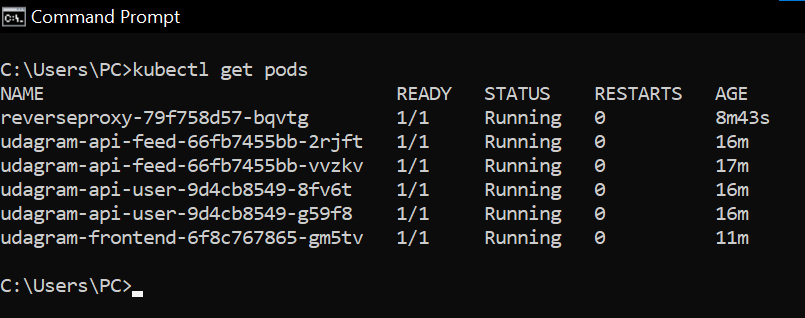 Command Prompt
C:\Users\PC>kubectl get pods
NAME READY STATUS RESTARTS AGE
reverseproxy-79f758d57-bqvtg 1/1 Running 0 8m43s
udagram-api-feed-66fb7455bb-2rjft 1/1 Running 0 16m
udagram-api-feed-66fb7455bb-vvzkv 1/1 Running 0 17m
udagram-api-user-9d4cb8549-8fv6t 1/1 Running 0 16m
udagram-api-user-9d4cb8549-g59f8 1/1 Running 0 16m
udagram-frontend-6f8c767865-gm5tv 1/1 Running 0 11m
C:\Users\PC>